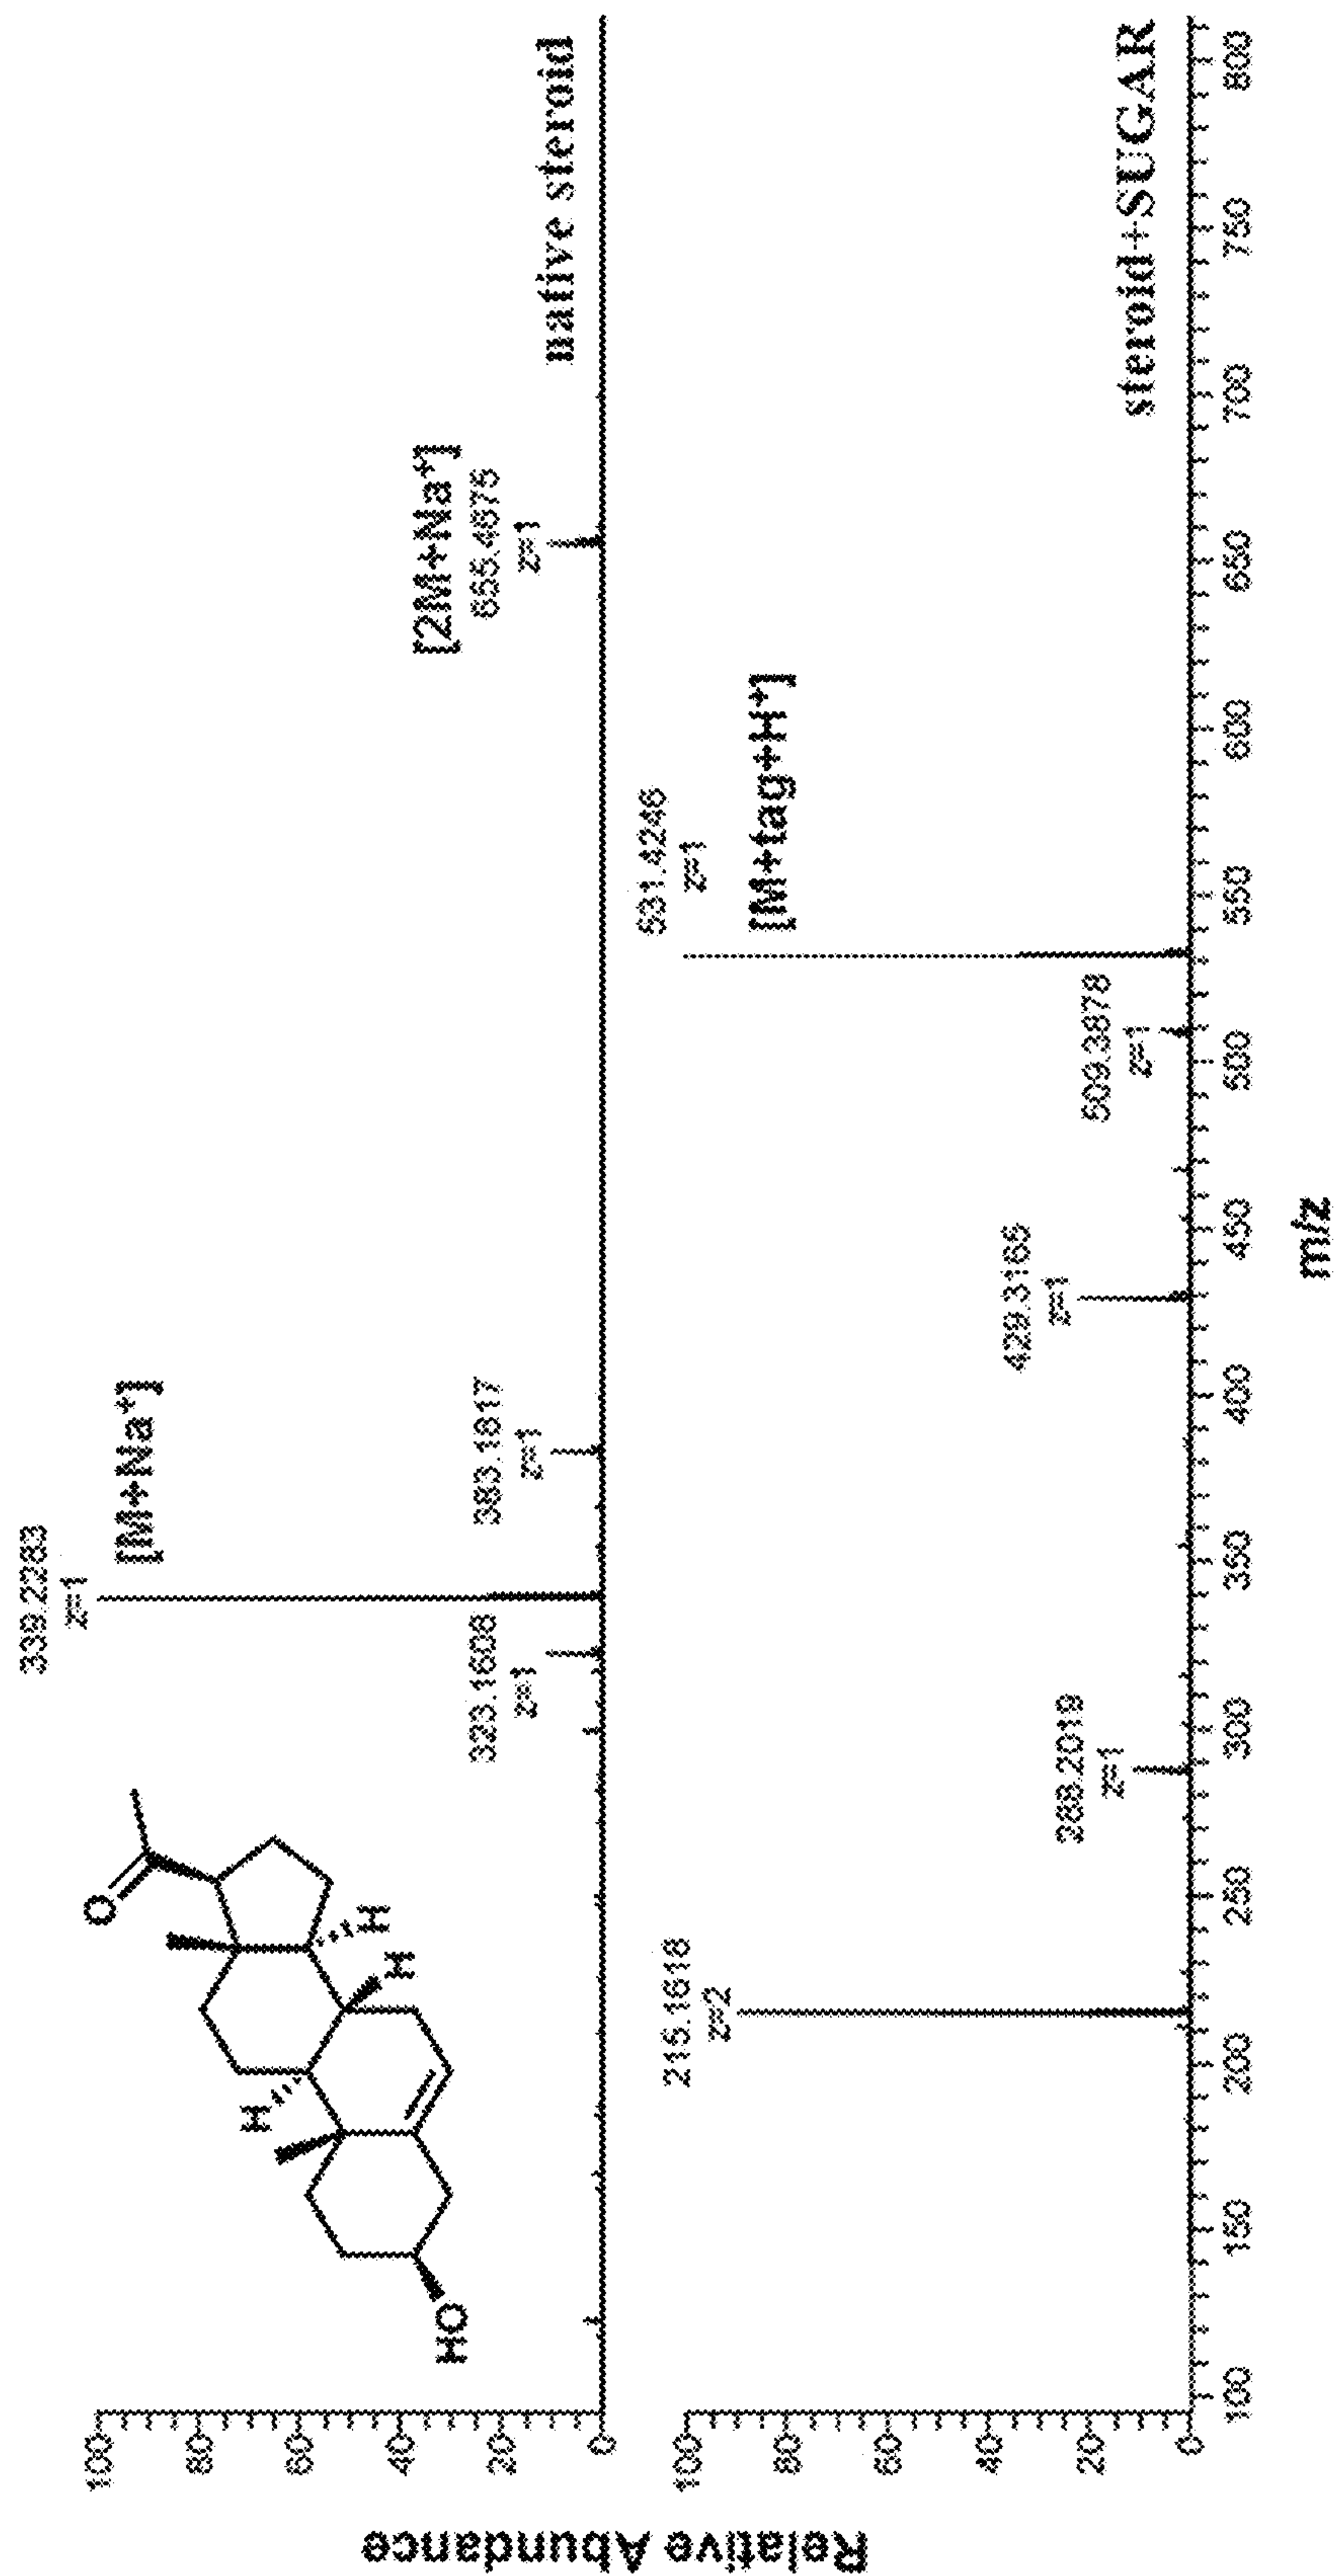 Relative Abundance
100
80
60
40
20
0
O
H
H
H
HO
339.2283
z=1
[M+Na⁺]
323.1608
z=1
383.1817
z=1
[2M+Na⁺]
655.4675
z=1
native steroid
100
80
60
40
20
0
215.1618
z=2
288.2019
z=1
429.3165
z=1
509.3878
z=1
531.4246
z=1
[M+tag+H⁺]
steroid+SUGAR
100
150
200
250
300
350
400
450
500
550
600
650
700
750
800
m/z